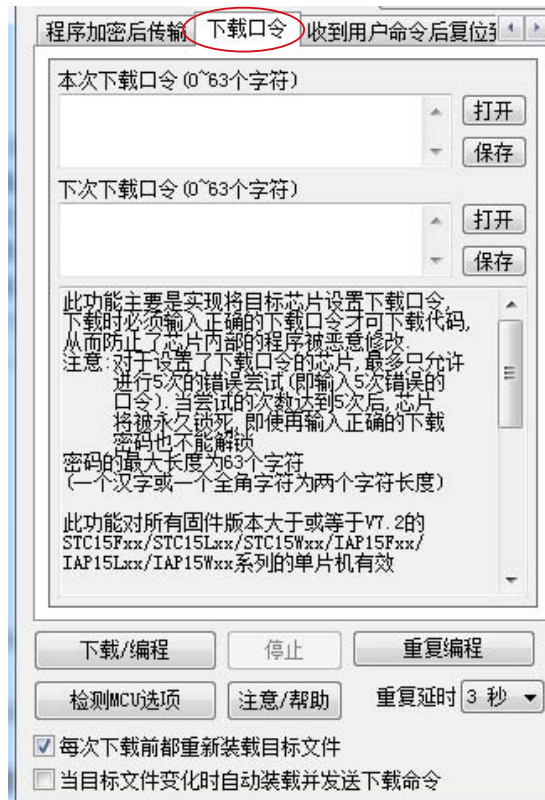 程序加密后传输 下载口令 收到用户命令后复位到
本次下载口令(0~63个字符)
打开
保存
下次下载口令(0~63个字符)
打开
保存
此功能主要是实现将目标芯片设置下载口令,
下载时必须输入正确的下载口令才可下载代码,
从而防止了芯片内部的程序被恶意修改.
注意:对于设置了下载口令的芯片,最多只允许
进行5次的错误尝试(即输入5次错误的
口令).当尝试的次数达到5次后,芯片
将被永久锁死,即使再输入正确的下载
密码也不能解锁
密码的最大长度为63个字符
(一个汉字或一个全角字符为两个字符长度)
此功能对所有固件版本大于或等于V7.2的
STC15Fxx/STC15Lxx/STC15Wxx/IAP15Fxx/
IAP15Lxx/IAP15Wxx系列的单片机有效
下载/编程 停止 重复编程
检测MCU选项 注意/帮助 重复延时 3 秒
每次下载前都重新装载目标文件
当目标文件变化时自动装载并发送下载命令